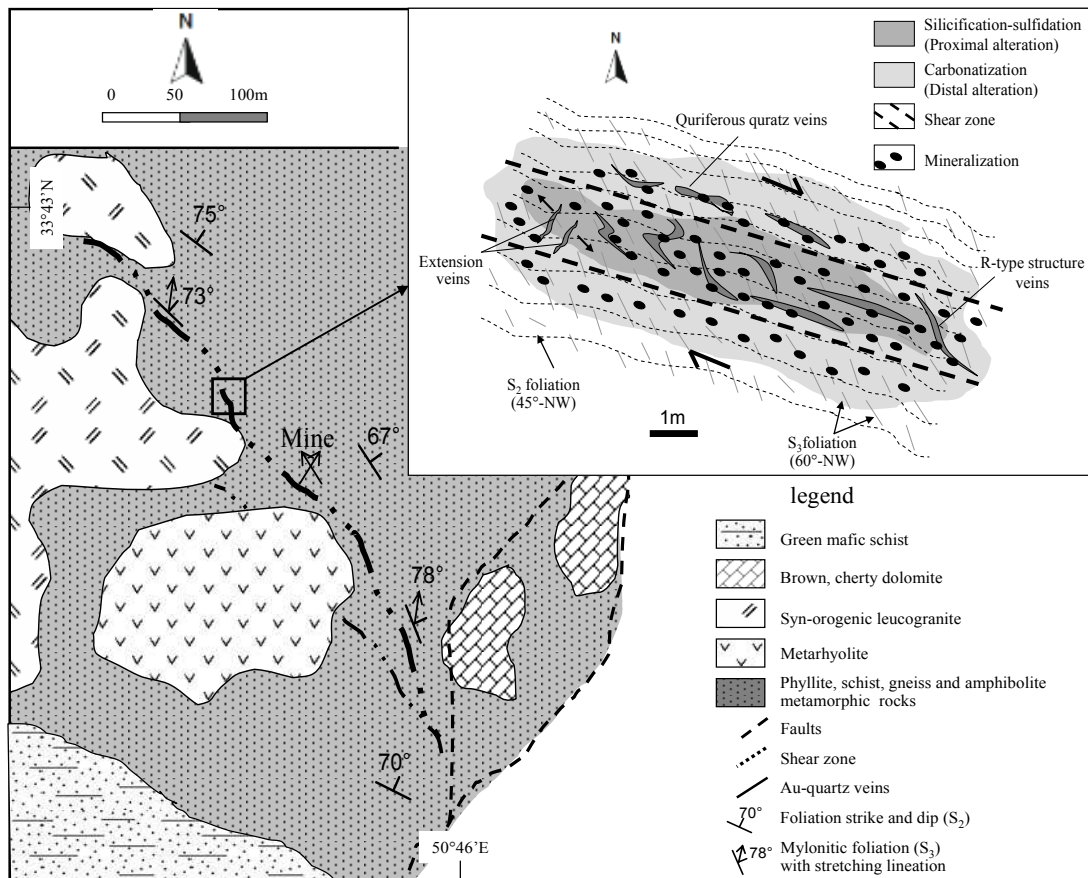 N
0 50 100m
33°43'N
75°
73°
67°
Mine
78°
70°
50°46'E
N
Silicification-sulfidation
(Proximal alteration)
Carbonatization
(Distal alteration)
Shear zone
Mineralization
Quriferous quratz veins
Extension
veins
R-type structure
veins
S2 foliation
(45°-NW)
1m
S3foliation
(60°-NW)
legend
Green mafic schist
Brown, cherty dolomite
Syn-orogenic leucogranite
Metarhyolite
Phyllite, schist, gneiss and amphibolite
metamorphic rocks
Faults
Shear zone
Au-quartz veins
70° Foliation strike and dip (S2)
78° Mylonitic foliation (S3)
with stretching lineation